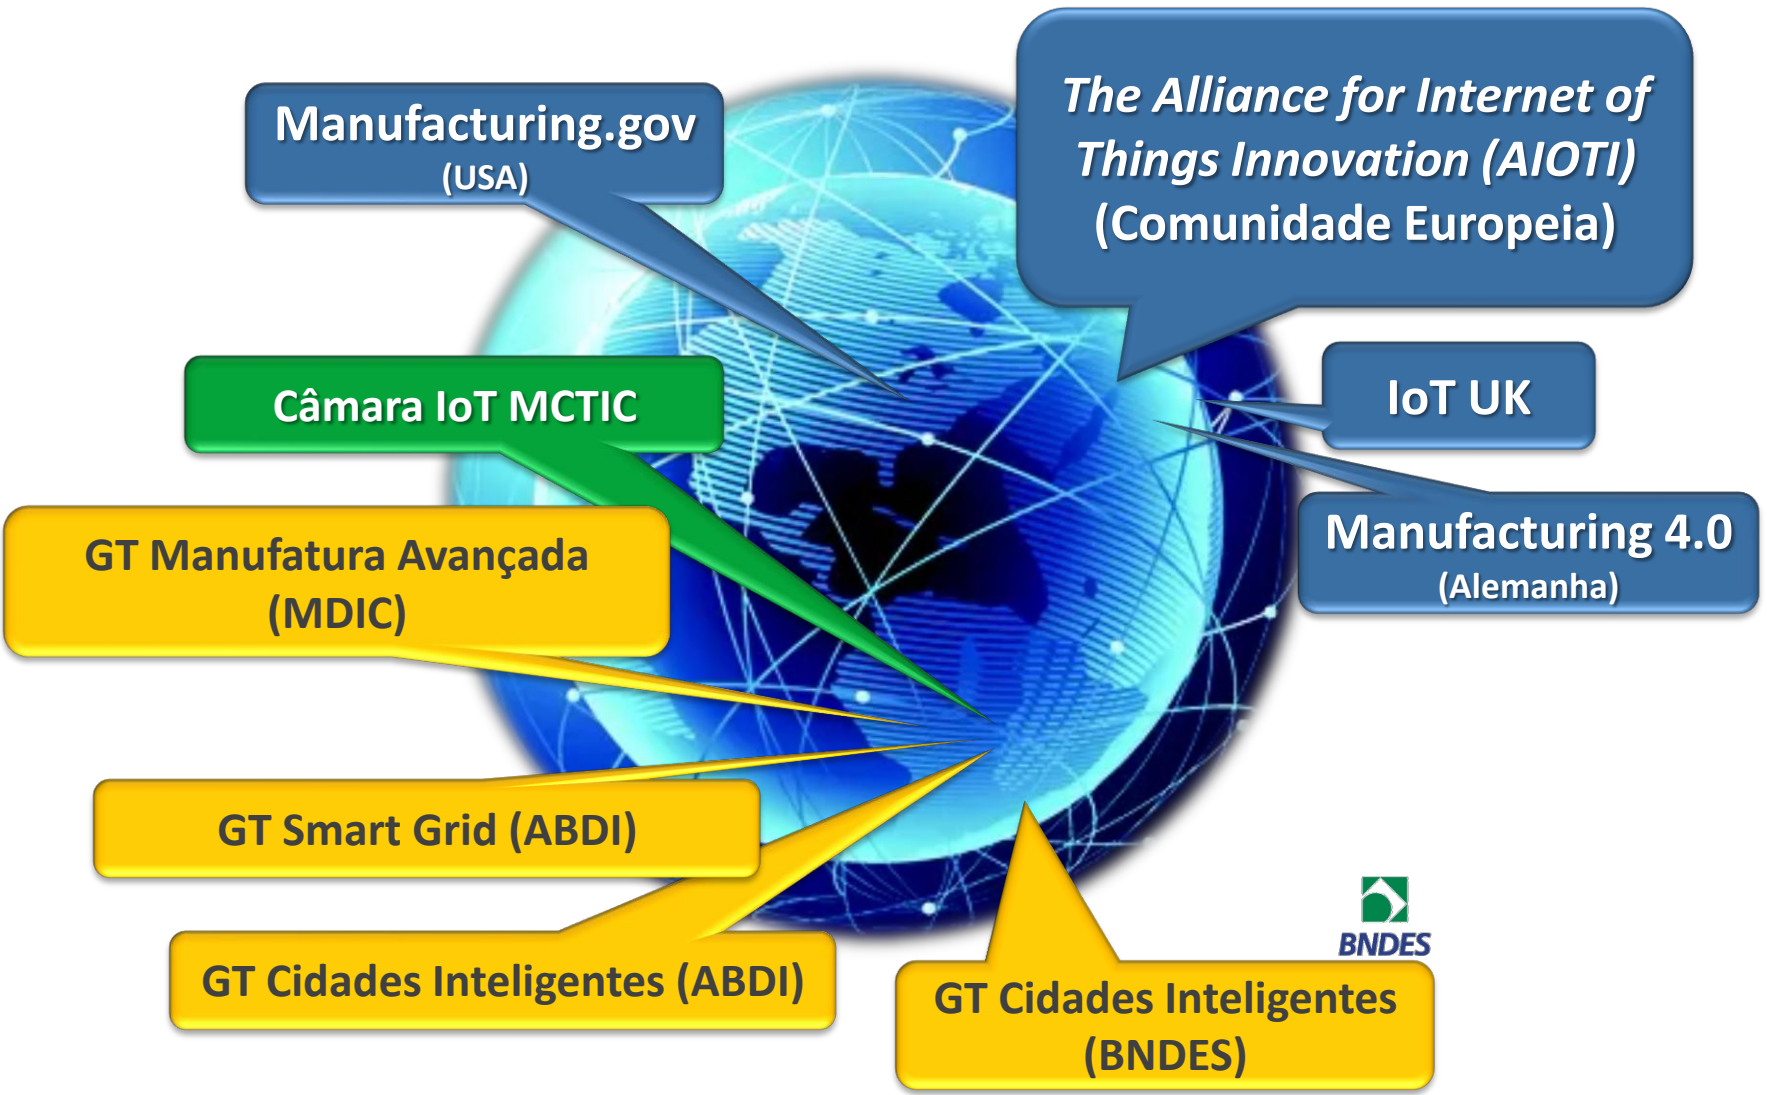 The Alliance for Internet of
Things Innovation (AIOTI)
(Comunidade Europeia)
Manufacturing.gov
(USA)
Câmara IoT MCTIC
IoT UK
GT Manufatura Avançada
(MDIC)
Manufacturing 4.0
(Alemanha)
GT Smart Grid (ABDI)
GT Cidades Inteligentes (ABDI)
BNDES
GT Cidades Inteligentes
(BNDES)